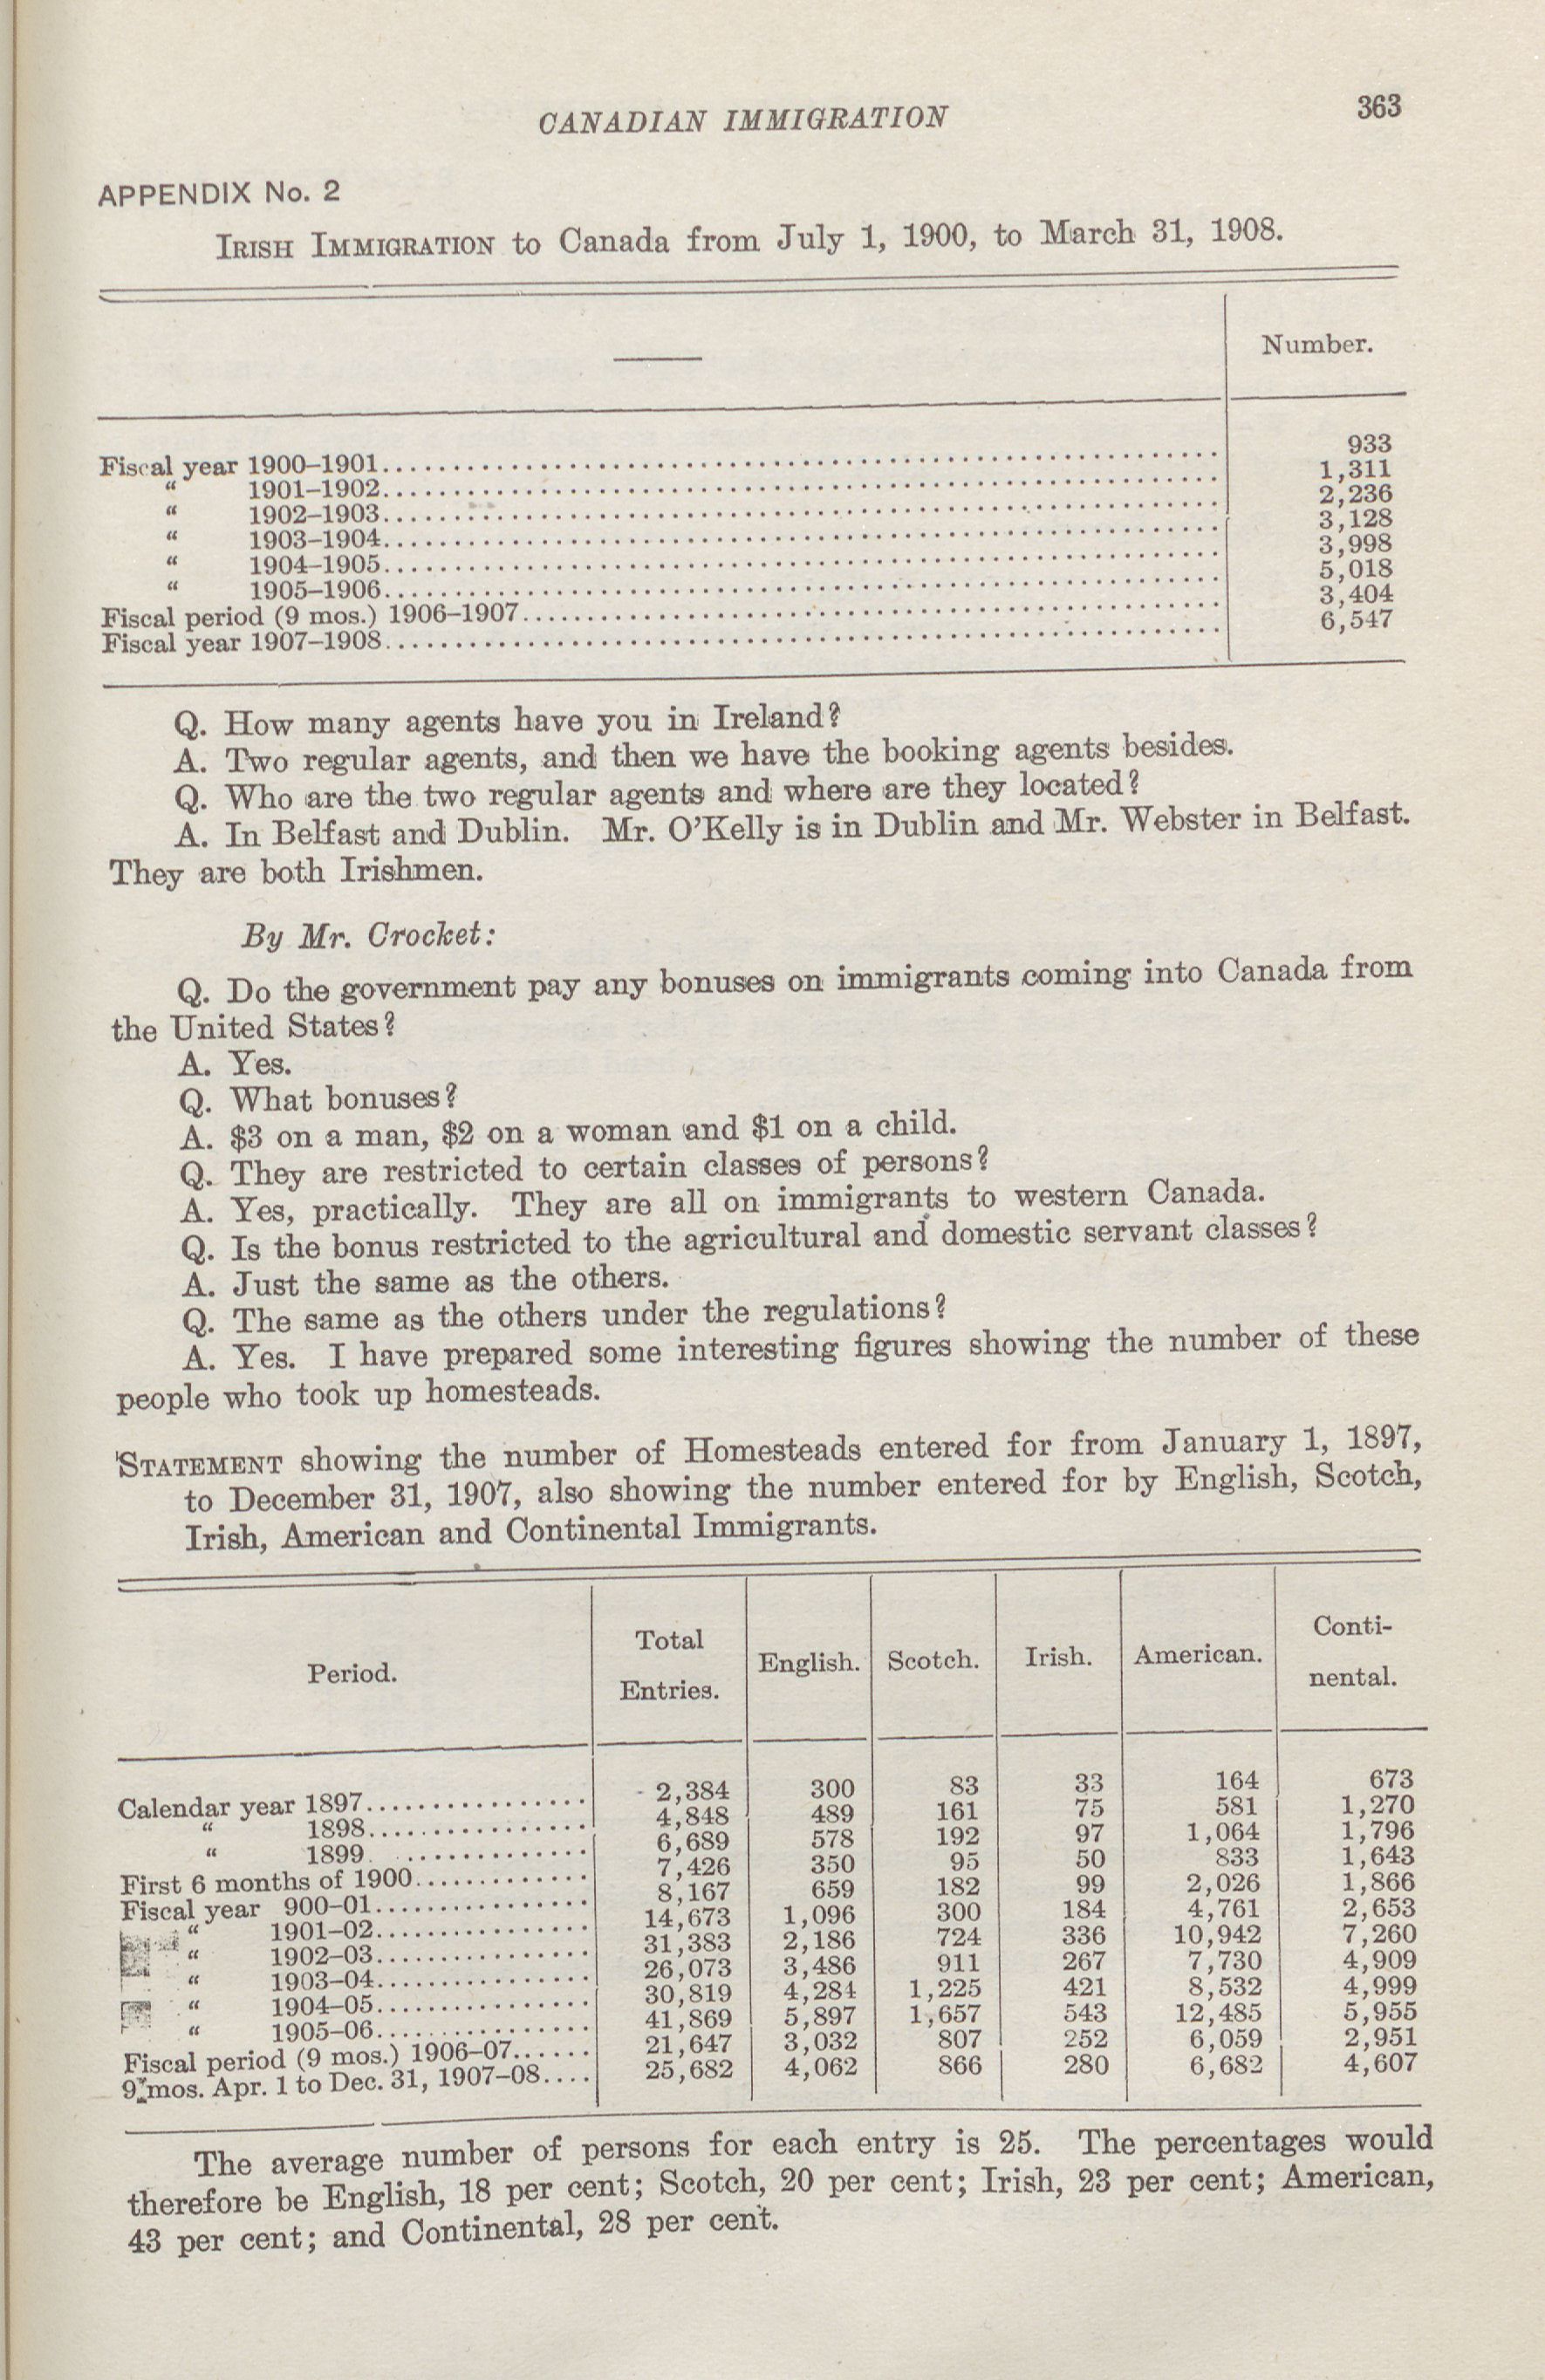 CANADIAN IMMIGRATION 363
APPENDIX No. 2
IRISH IMMIGRATION to Canada from July 1, 1900, to March 31, 1908.
Number.
Fiscal year 1900–1901 933
“ 1901–1902 1,311
“ 1902–1903 2,236
“ 1903–1904 3,128
“ 1904–1905 3,998
“ 1905–1906 5,018
Fiscal period (9 mos.) 1906–1907 3,404
Fiscal year 1907–1908 6,547
Q. How many agents have you in Ireland?
A. Two regular agents, and then we have the booking agents besides.
Q. Who are the two regular agents and where are they located?
A. In Belfast and Dublin. Mr. O’Kelly is in Dublin and Mr. Webster in Belfast.
They are both Irishmen.
By Mr. Crocket:
Q. Do the government pay any bonuses on immigrants coming into Canada from
the United States?
A. Yes.
Q. What bonuses?
A. $3 on a man, $2 on a woman and $1 on a child.
Q. They are restricted to certain classes of persons?
A. Yes, practically. They are all on immigrants to western Canada.
Q. Is the bonus restricted to the agricultural and domestic servant classes?
A. Just the same as the others.
Q. The same as the others under the regulations?
A. Yes. I have prepared some interesting figures showing the number of these
people who took up homesteads.
STATEMENT showing the number of Homesteads entered for from January 1, 1897,
to December 31, 1907, also showing the number entered for by English, Scotch,
Irish, American and Continental Immigrants.
Period. Total Entries. English. Scotch. Irish. American. Conti-nental.
Calendar year 1897 2,384 300 83 33 164 673
“ 1898 4,848 489 161 75 581 1,270
“ 1899 6,689 578 192 97 1,064 1,796
First 6 months of 1900 7,426 350 95 50 833 1,643
Fiscal year 900–01 8,167 659 182 99 2,026 1,866
“ 1901–02 14,673 1,096 300 184 4,761 2,653
“ 1902–03 31,383 2,186 724 336 10,942 7,260
“ 1903–04 26,073 3,486 911 267 7,730 4,909
“ 1904–05 30,819 4,284 1,225 421 8,532 4,999
“ 1905–06 41,869 5,897 1,657 543 12,485 5,955
Fiscal period (9 mos.) 1906–07 21,647 3,032 807 252 6,059 2,951
9 mos. Apr. 1 to Dec. 31, 1907–08 25,682 4,062 866 280 6,682 4,607
The average number of persons for each entry is 25. The percentages would
therefore be English, 18 per cent; Scotch, 20 per cent; Irish, 23 per cent; American,
43 per cent; and Continental, 28 per cent.